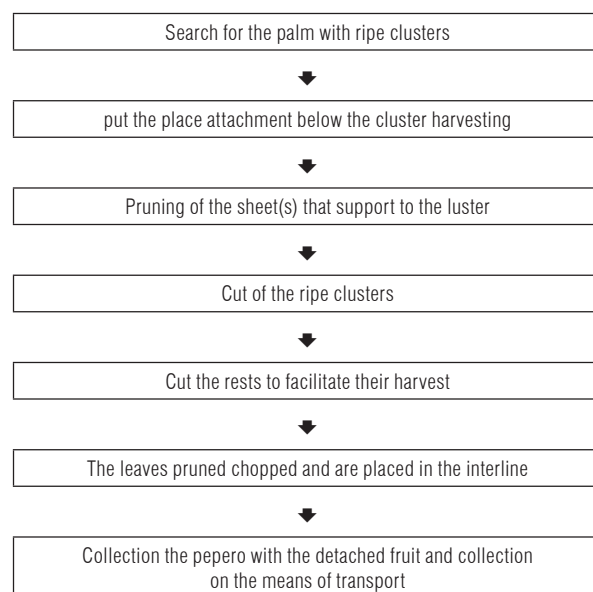 Search for the palm with ripe clusters
put the place attachment below the cluster harvesting
Pruning of the sheet(s) that support to the luster
Cut of the ripe clusters
Cut the rests to facilitate their harvest
The leaves pruned chopped and are placed in the interline
Collection the pepero with the detached fruit and collection
on the means of transport